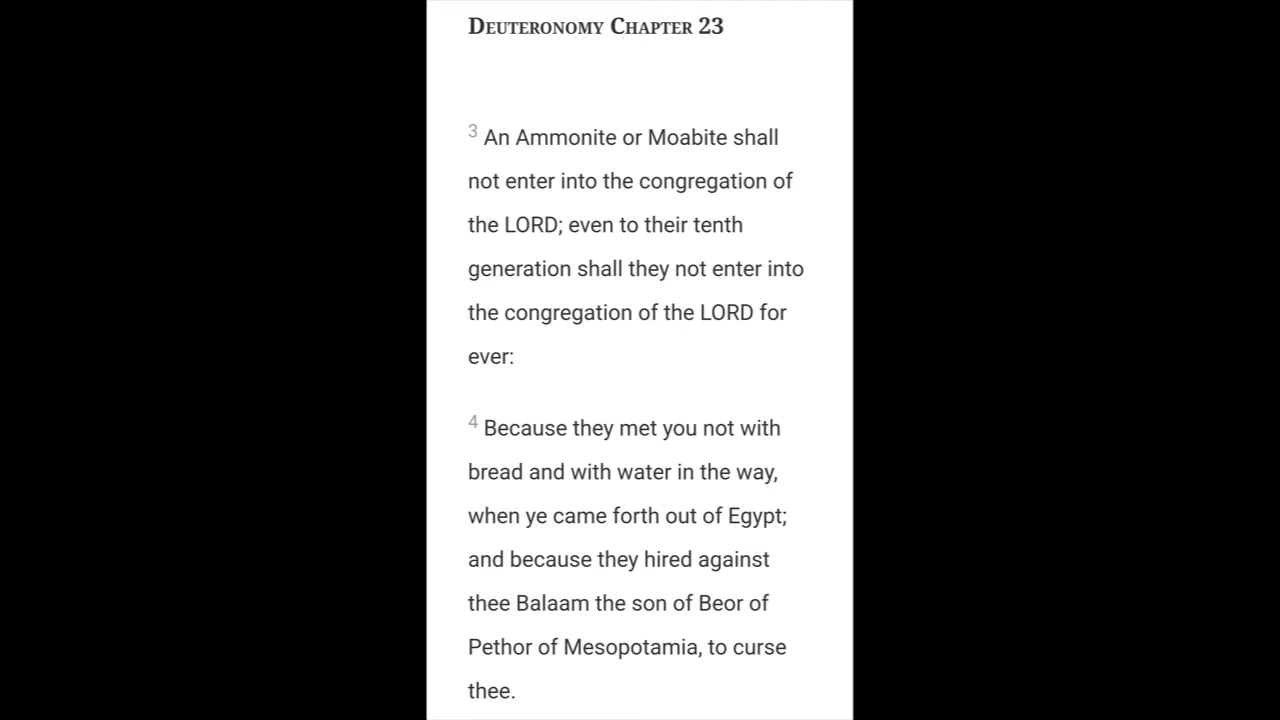 Deuteronomy Chapter 23
3 An Ammonite or Moabite shall
not enter into the congregation of
the LORD; even to their tenth
generation shall they not enter into
the congregation of the LORD for
ever:
4 Because they met you not with
bread and with water in the way,
when ye came forth out of Egypt;
and because they hired against
thee Balaam the son of Beor of
Pethor of Mesopotamia, to curse
thee.